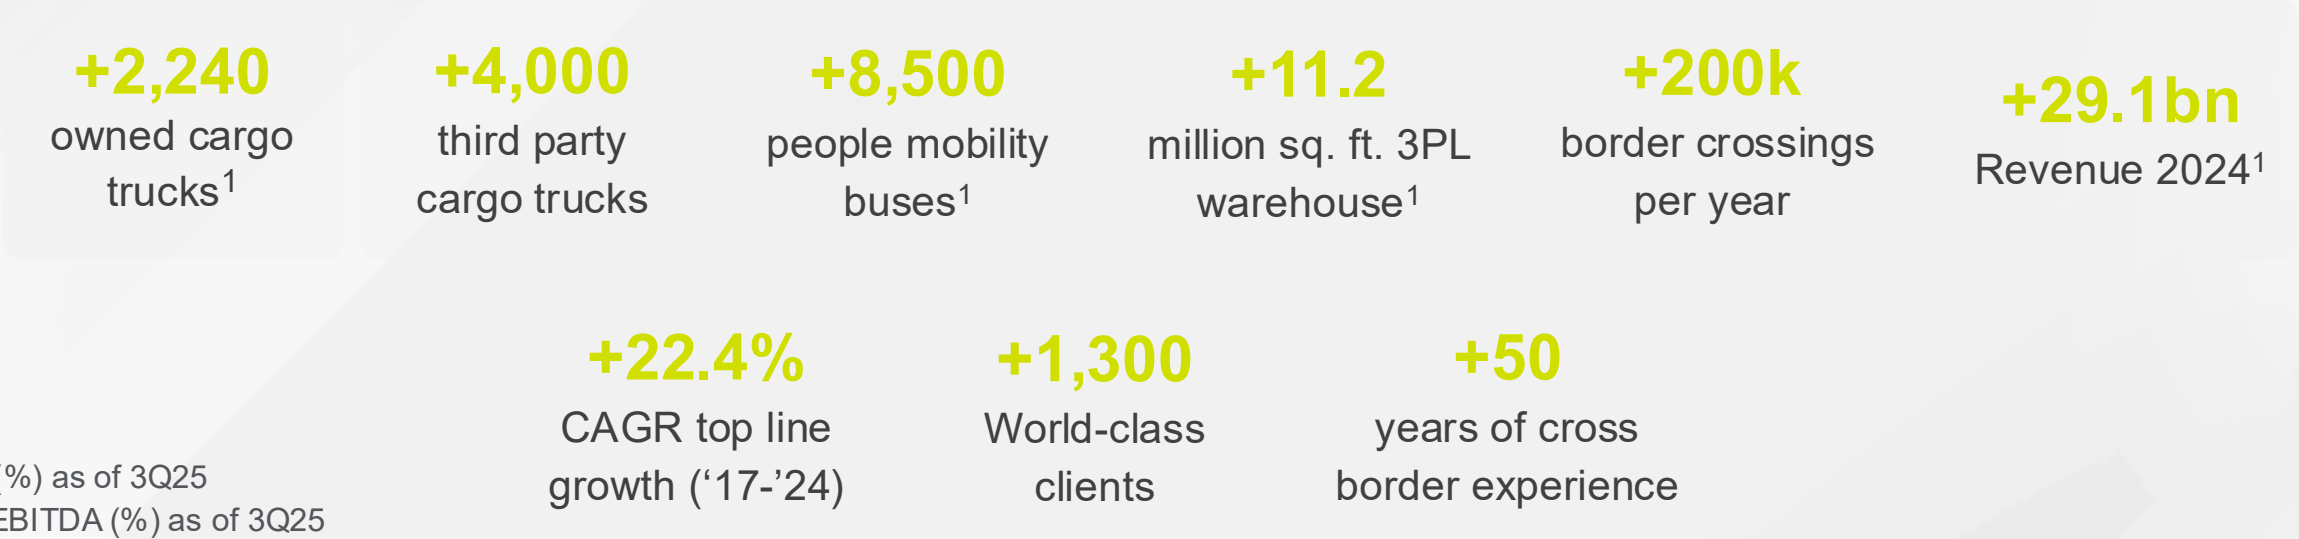 +2,240
owned cargo
trucks1
+4,000
third party
cargo trucks
+8,500
people mobility
buses1
+11.2
million sq. ft. 3PL
warehouse1
+200k
border crossings
per year
+29.1bn
Revenue 20241
+22.4%
CAGR top line
growth (‘17-’24)
+1,300
World-class
clients
+50
years of cross
border experience
(%) as of 3Q25
EBITDA (%) as of 3Q25